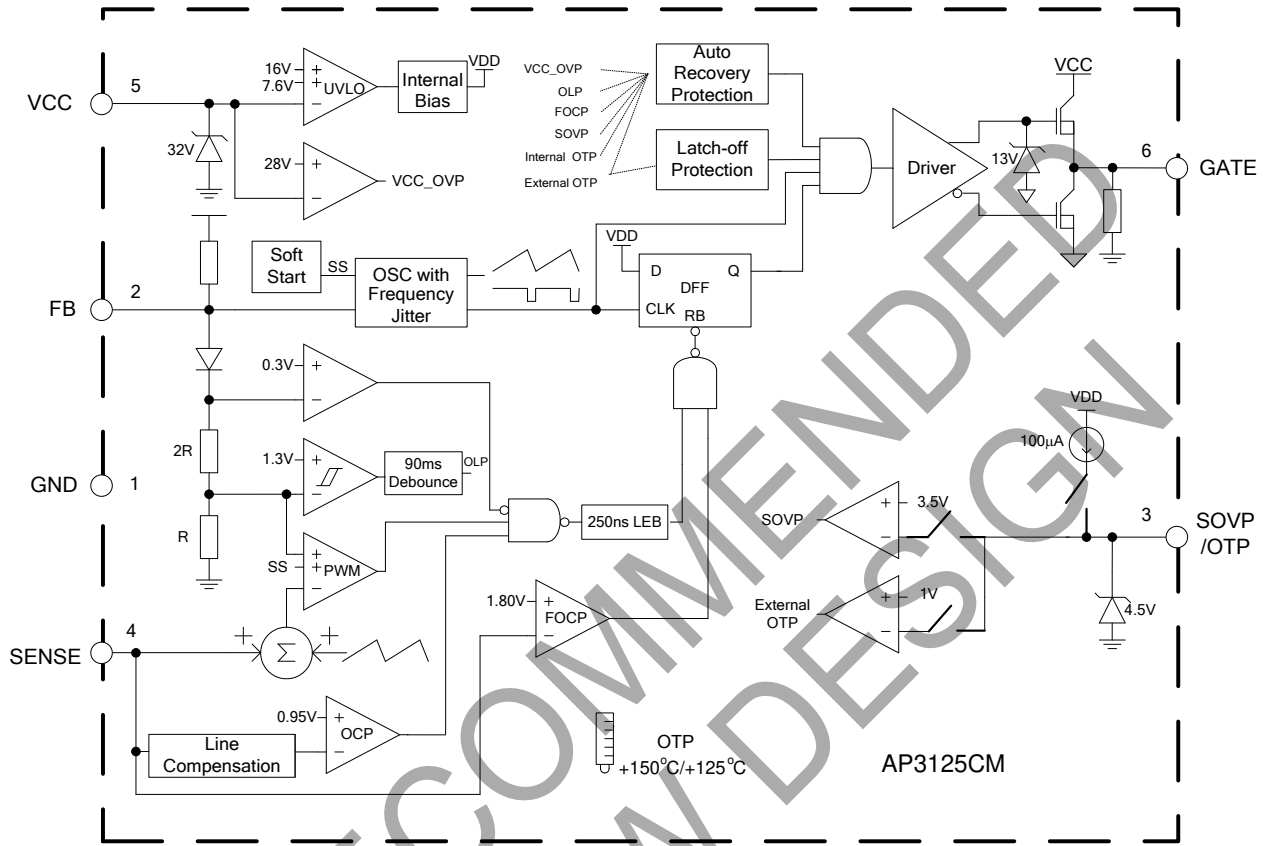 VCC
5
16V
7.6V
+
+
−
UVLO
Internal
Bias
VDD
32V
28V
+
−
VCC_OVP
VCC_OVP
OLP
FOCP
SOVP
Internal OTP
External OTP
Auto
Recovery
Protection
Latch-off
Protection
Driver
VCC
13V
6
GATE
FB
2
Soft
Start
SS
OSC with
Frequency
Jitter
VDD
D
Q
DFF
CLK
RB
0.3V
+
−
2R
1.3V
+
−
90ms
Debounce
OLP
GND
1
R
SS
+
+
−
PWM
250ns LEB
VDD
100µA
SOVP
+
−
3.5V
3
SOVP
/OTP
External
OTP
+
−
1V
4.5V
1.80V
+
−
FOCP
SENSE
4
+
+
Σ
0.95V
+
−
OCP
Line
Compensation
OTP
+150°C/+125°C
AP3125CM
COMMENDED
W DESIGN